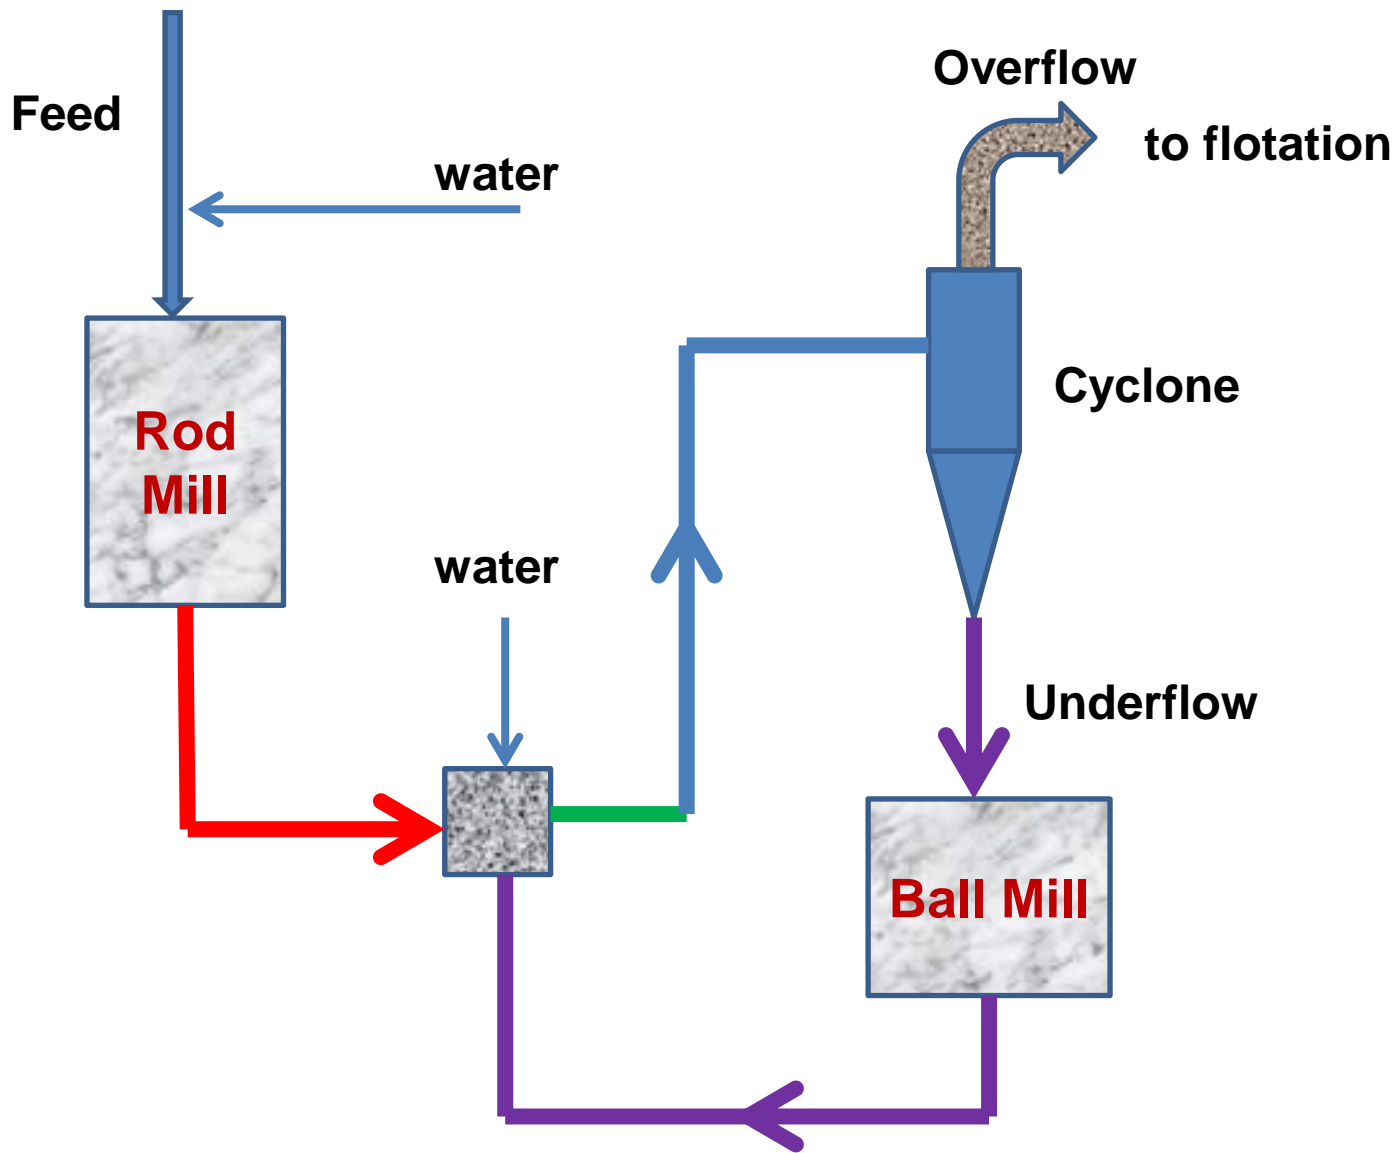 Overflow
Feed
to flotation
water
Cyclone
Rod
Mill
water
Underflow
Ball Mill